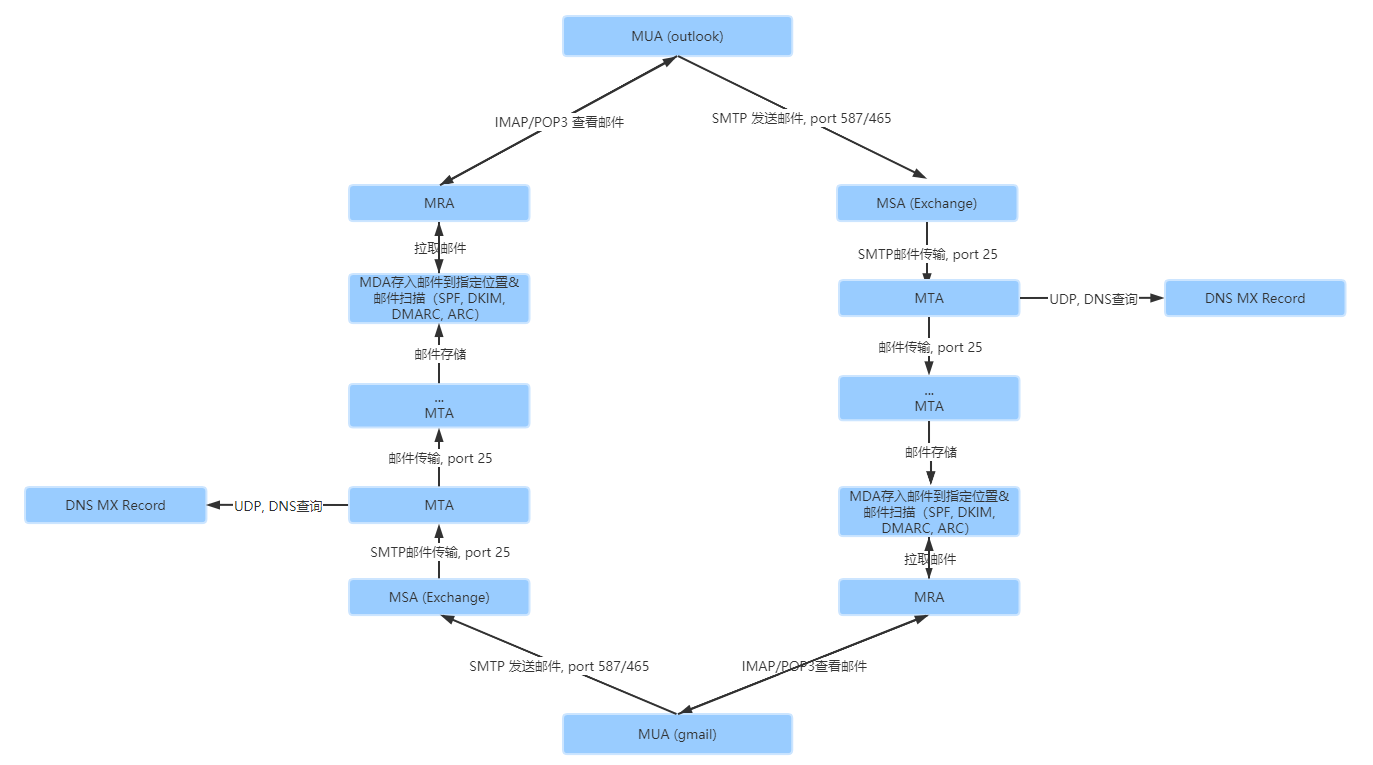 MUA (outlook)
IMAP/POP3 查看邮件
SMTP 发送邮件, port 587/465
MRA
MSA (Exchange)
拉取邮件
SMTP邮件传输, port 25
MDA存入邮件到指定位置&
邮件扫描（SPF, DKIM,
DMARC, ARC）
MTA
UDP, DNS查询
DNS MX Record
邮件存储
邮件传输, port 25
...
MTA
...
MTA
邮件传输, port 25
邮件存储
DNS MX Record
UDP, DNS查询
MTA
MDA存入邮件到指定位置&
邮件扫描（SPF, DKIM,
DMARC, ARC）
SMTP邮件传输, port 25
拉取邮件
MSA (Exchange)
MRA
SMTP 发送邮件, port 587/465
IMAP/POP3查看邮件
MUA (gmail)